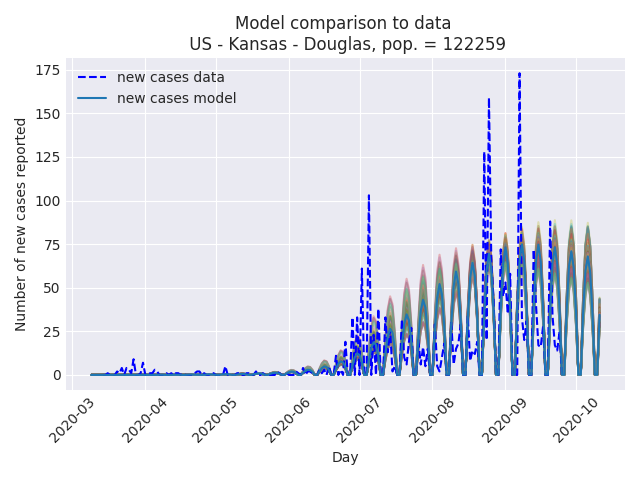 Model comparison to data
US - Kansas - Douglas, pop. = 122259
new cases data
new cases model
Number of new cases reported
175
150
125
100
75
50
25
0
2020-03
2020-04
2020-05
2020-06
2020-07
2020-08
2020-09
2020-10
Day